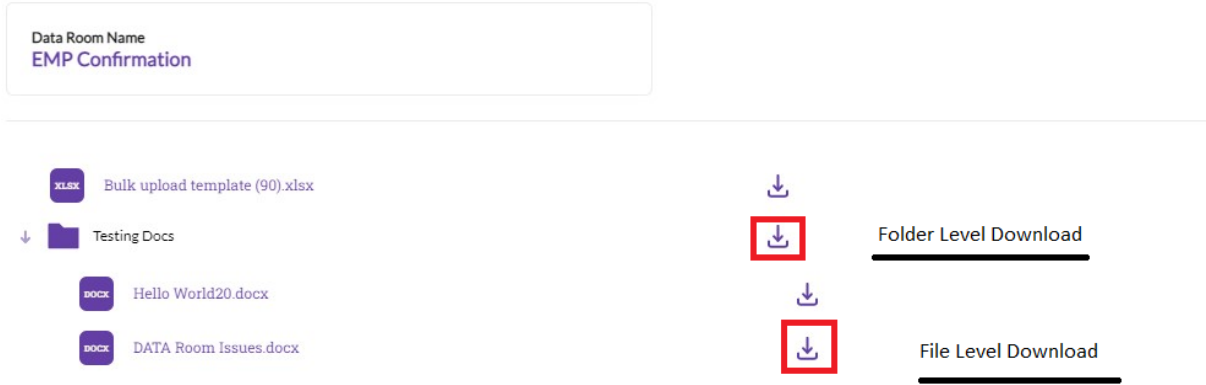 Data Room Name
EMP Confirmation
XLSX Bulk upload template (90).xlsx
Testing Docs Folder Level Download
DOCX Hello World20.docx
DOCX DATA Room Issues.docx File Level Download